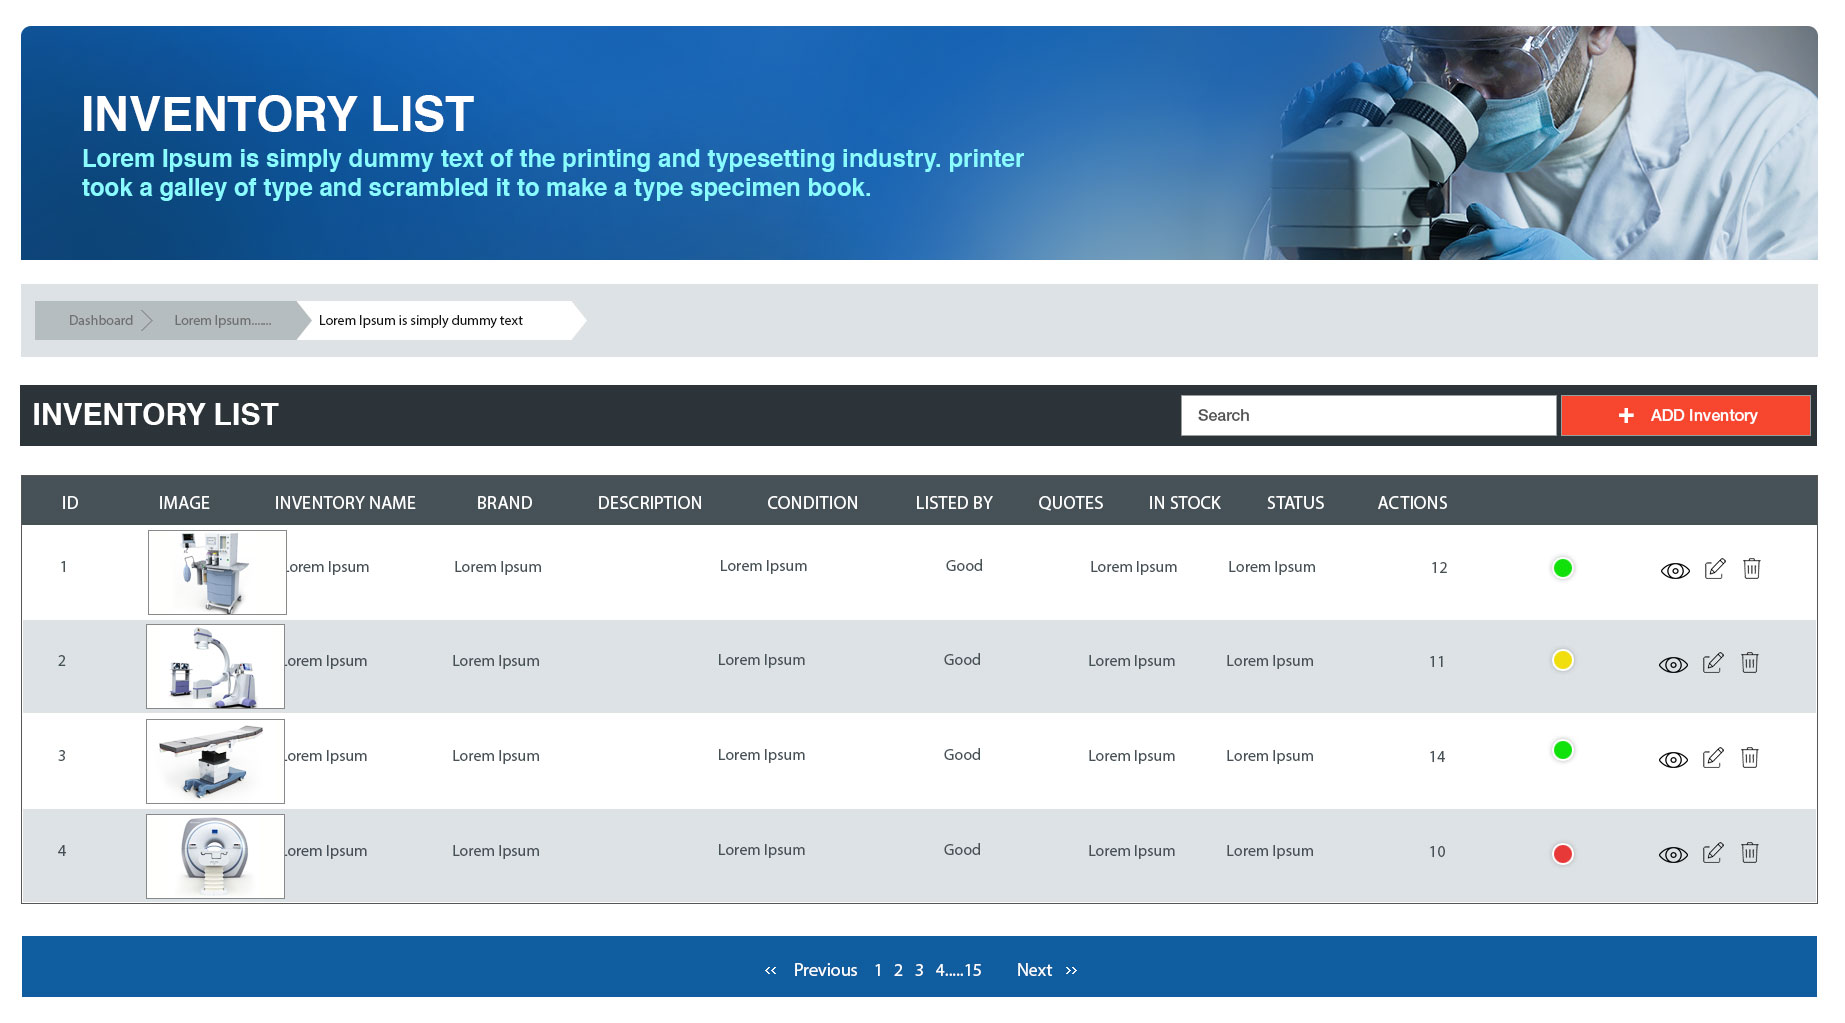 INVENTORY LIST
Lorem Ipsum is simply dummy text of the printing and typesetting industry. printer
took a galley of type and scrambled it to make a type specimen book.
Dashboard Lorem Ipsum....... Lorem Ipsum is simply dummy text
INVENTORY LIST Search + ADD Inventory
ID IMAGE INVENTORY NAME BRAND DESCRIPTION CONDITION LISTED BY QUOTES IN STOCK STATUS ACTIONS
1 Lorem Ipsum Lorem Ipsum Lorem Ipsum Good Lorem Ipsum Lorem Ipsum 12
2 Lorem Ipsum Lorem Ipsum Lorem Ipsum Good Lorem Ipsum Lorem Ipsum 11
3 Lorem Ipsum Lorem Ipsum Lorem Ipsum Good Lorem Ipsum Lorem Ipsum 14
4 Lorem Ipsum Lorem Ipsum Lorem Ipsum Good Lorem Ipsum Lorem Ipsum 10
« Previous 1 2 3 4.....15 Next »